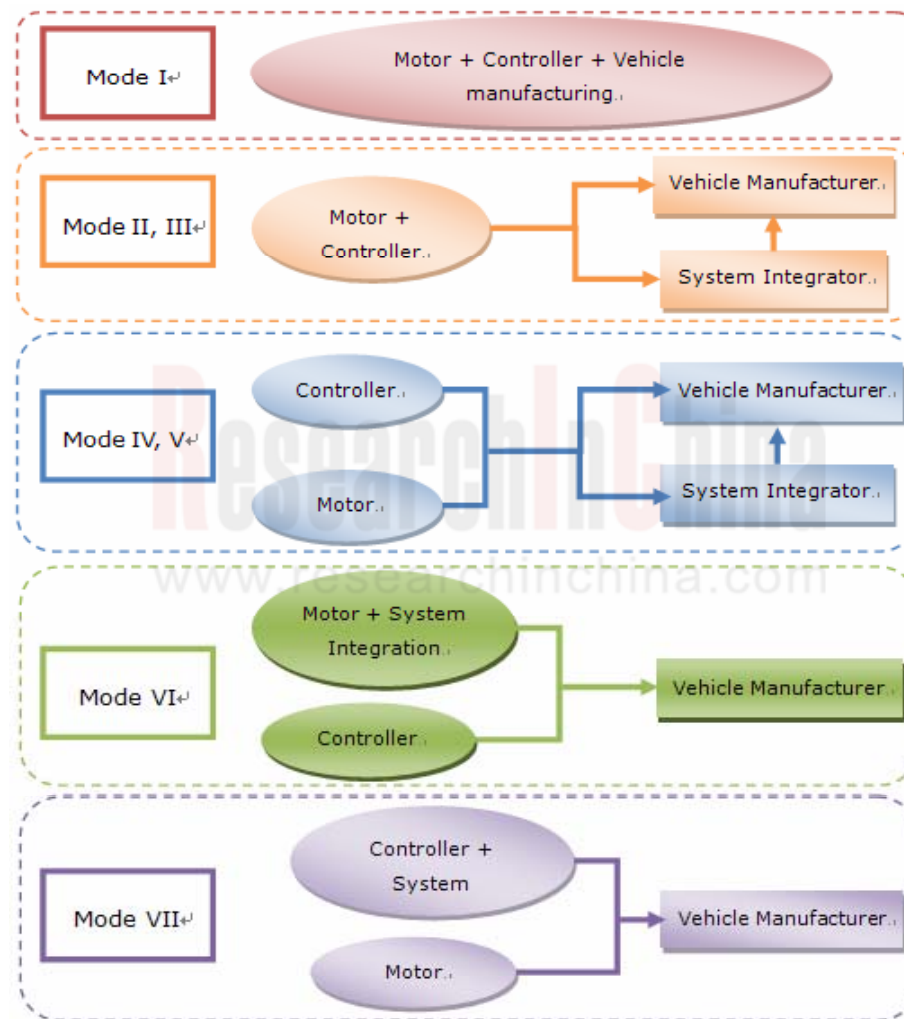 Mode I
Motor + Controller + Vehicle
manufacturing
Mode II, III
Motor +
Controller
Vehicle Manufacturer
System Integrator
Mode IV, V
Controller
Motor
Vehicle Manufacturer
System Integrator
ResearchInChina
www.researchinchina.com
Mode VI
Motor + System
Integration
Controller
Vehicle Manufacturer
Mode VII
Controller +
System
Motor
Vehicle Manufacturer